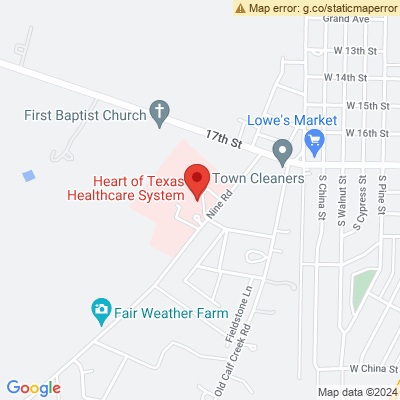 Map error: g.co/staticmaperror
Grand Ave
W 13th St
W 14th St
W 15th St
First Baptist Church
Lowe's Market
W 16th St
17th St
Heart of Texas
Healthcare System
Town Cleaners
Nine Rd
S China St
S Walnut St
S Cypress St
S Pine St
Fair Weather Farm
Fieldstone Ln
Old Calf Creek Rd
W China St
Google
Map data ©2024